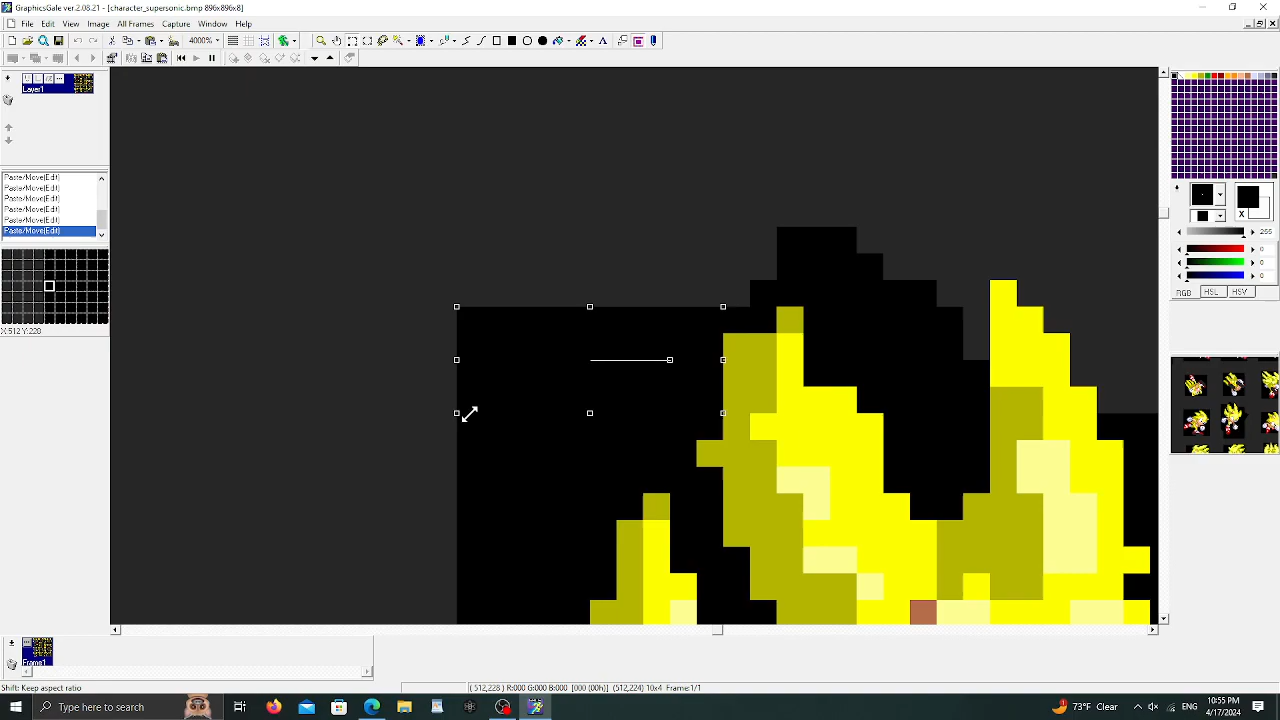 GraphicsGale ver.2.08.21 - [character_supersonic.bmp 896x896x8]
File Edit View Image All Frames Capture Window Help
4000%
Layer1
Paste/Move(Edit)
Paste/Move(Edit)
Paste/Move(Edit)
Paste/Move(Edit)
Paste/Move(Edit)
Paste/Move(Edit)
X:512 Y:228
X
255
0
0
0
RGB HSL HSV
Frame1
Shift: Keep aspect ratio
( 512,228 ) R:000 G:000 B:000 [000 (00h)] (512,224) 10x4 Frame:1/1
Type here to search
73°F Clear
10:55 PM
4/17/2024